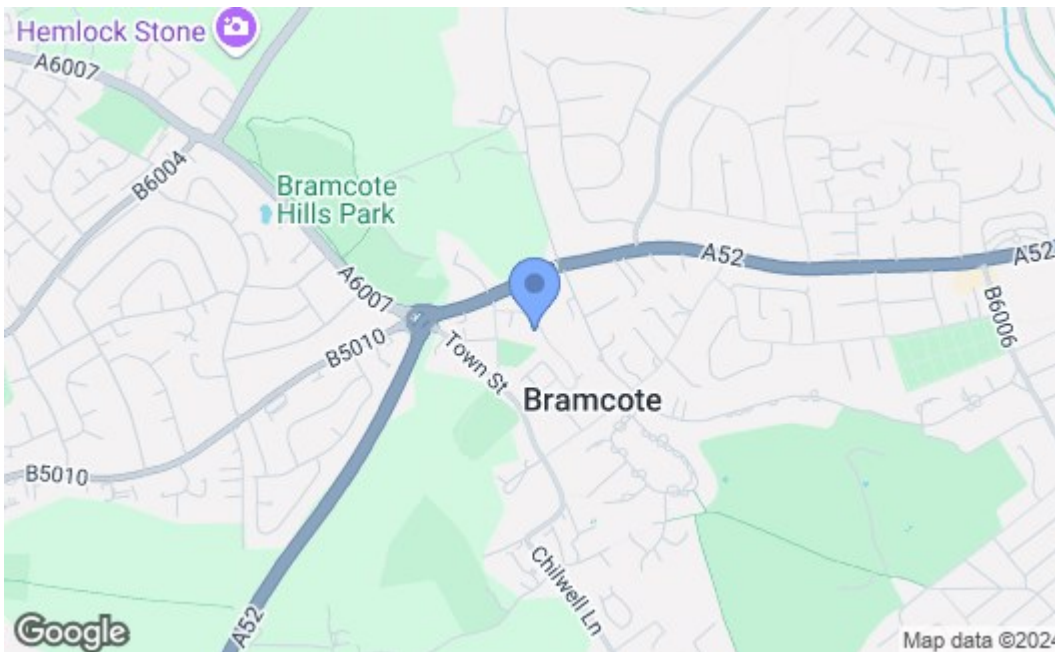 Hemlock Stone
A6007
B6004
Bramcote
Hills Park
A6007
A52
A52
B6006
B5010
Town St
Bramcote
B5010
Chilwell Ln
A52
Google
Map data ©2024